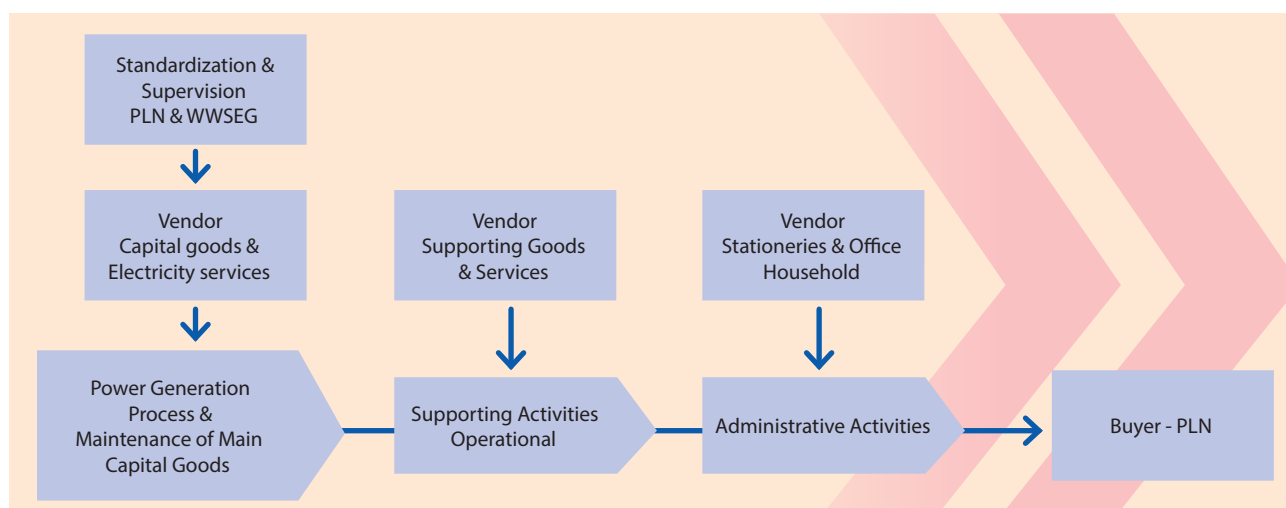 Standardization &
Supervision
PLN & WWSEG
Vendor
Capital goods &
Electricity services
Vendor
Supporting Goods
& Services
Vendor
Stationeries & Office
Household
Power Generation
Process &
Maintenance of Main
Capital Goods
Supporting Activities
Operational
Administrative Activities
Buyer - PLN